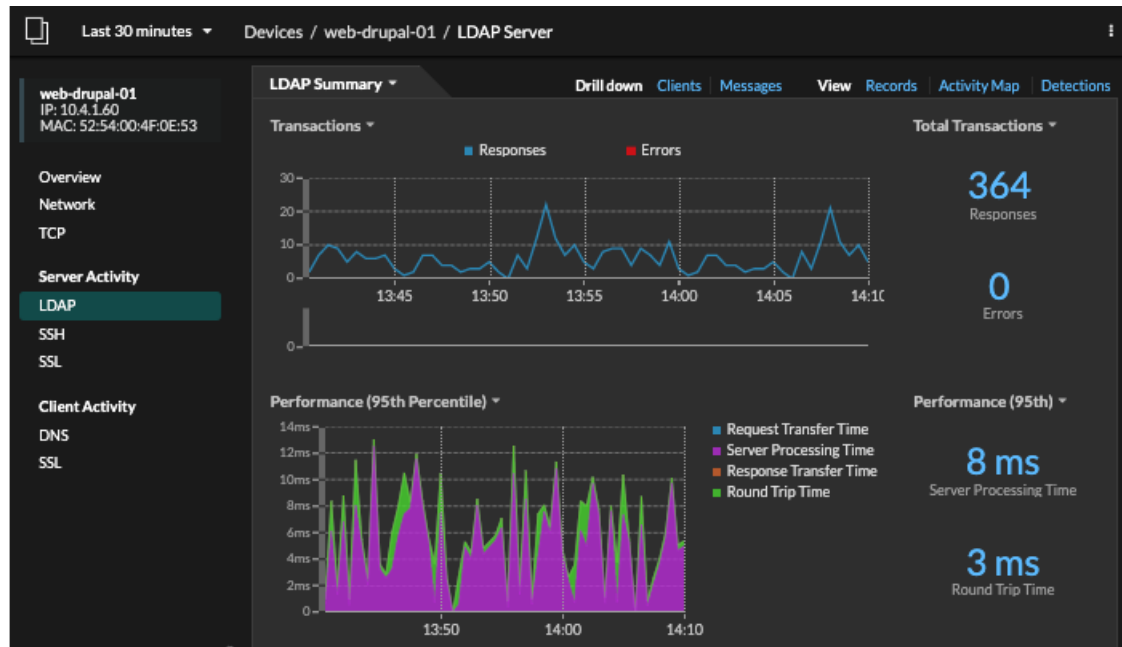 Last 30 minutes
Devices / web-drupal-01 / LDAP Server
web-drupal-01
IP: 10.4.1.60
MAC: 52:54:00:4F:0E:53
Overview
Network
TCP
Server Activity
LDAP
SSH
SSL
Client Activity
DNS
SSL
LDAP Summary
Drill down Clients Messages View Records Activity Map Detections
Transactions
Responses Errors
30
20
10
0
13:45 13:50 13:55 14:00 14:05 14:10
0
Total Transactions
364
Responses
0
Errors
Performance (95th Percentile)
14ms
12ms
10ms
8ms
6ms
4ms
2ms
0
13:50 14:00 14:10
Request Transfer Time
Server Processing Time
Response Transfer Time
Round Trip Time
Performance (95th)
8 ms
Server Processing Time
3 ms
Round Trip Time